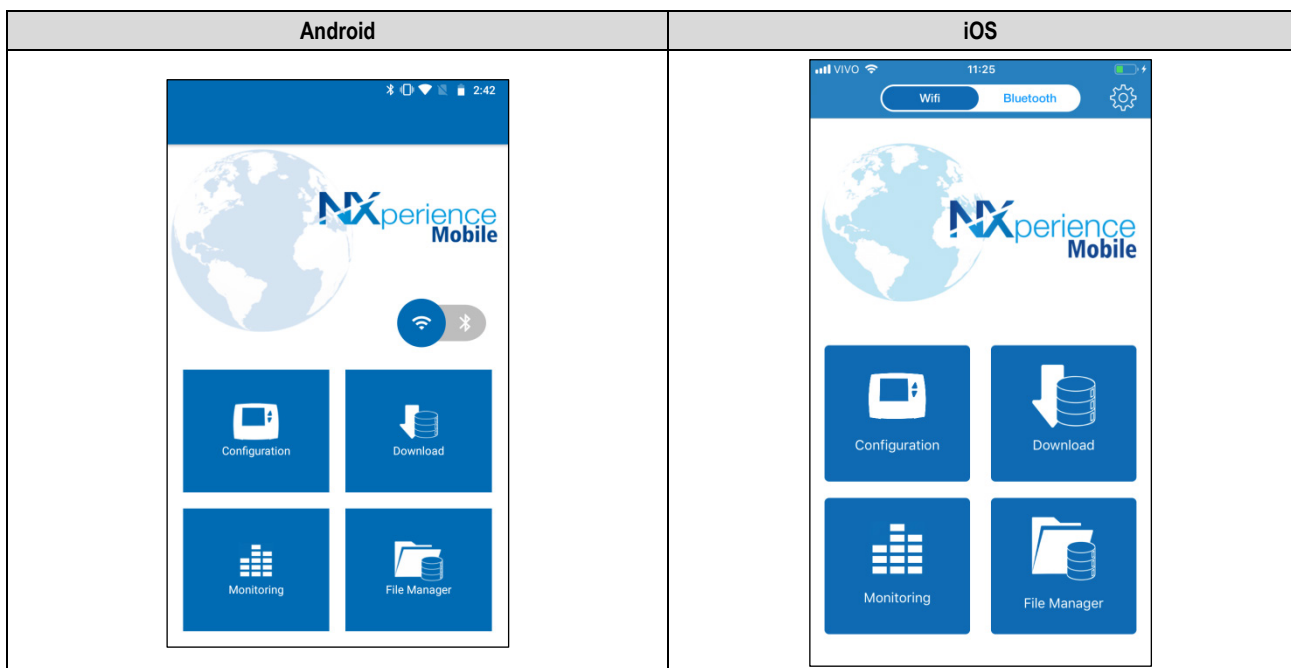 Android
iOS
2:42
NXperience
Mobile
Configuration
Download
Monitoring
File Manager
VIVO
11:25
Wifi
Bluetooth
NXperience
Mobile
Configuration
Download
Monitoring
File Manager